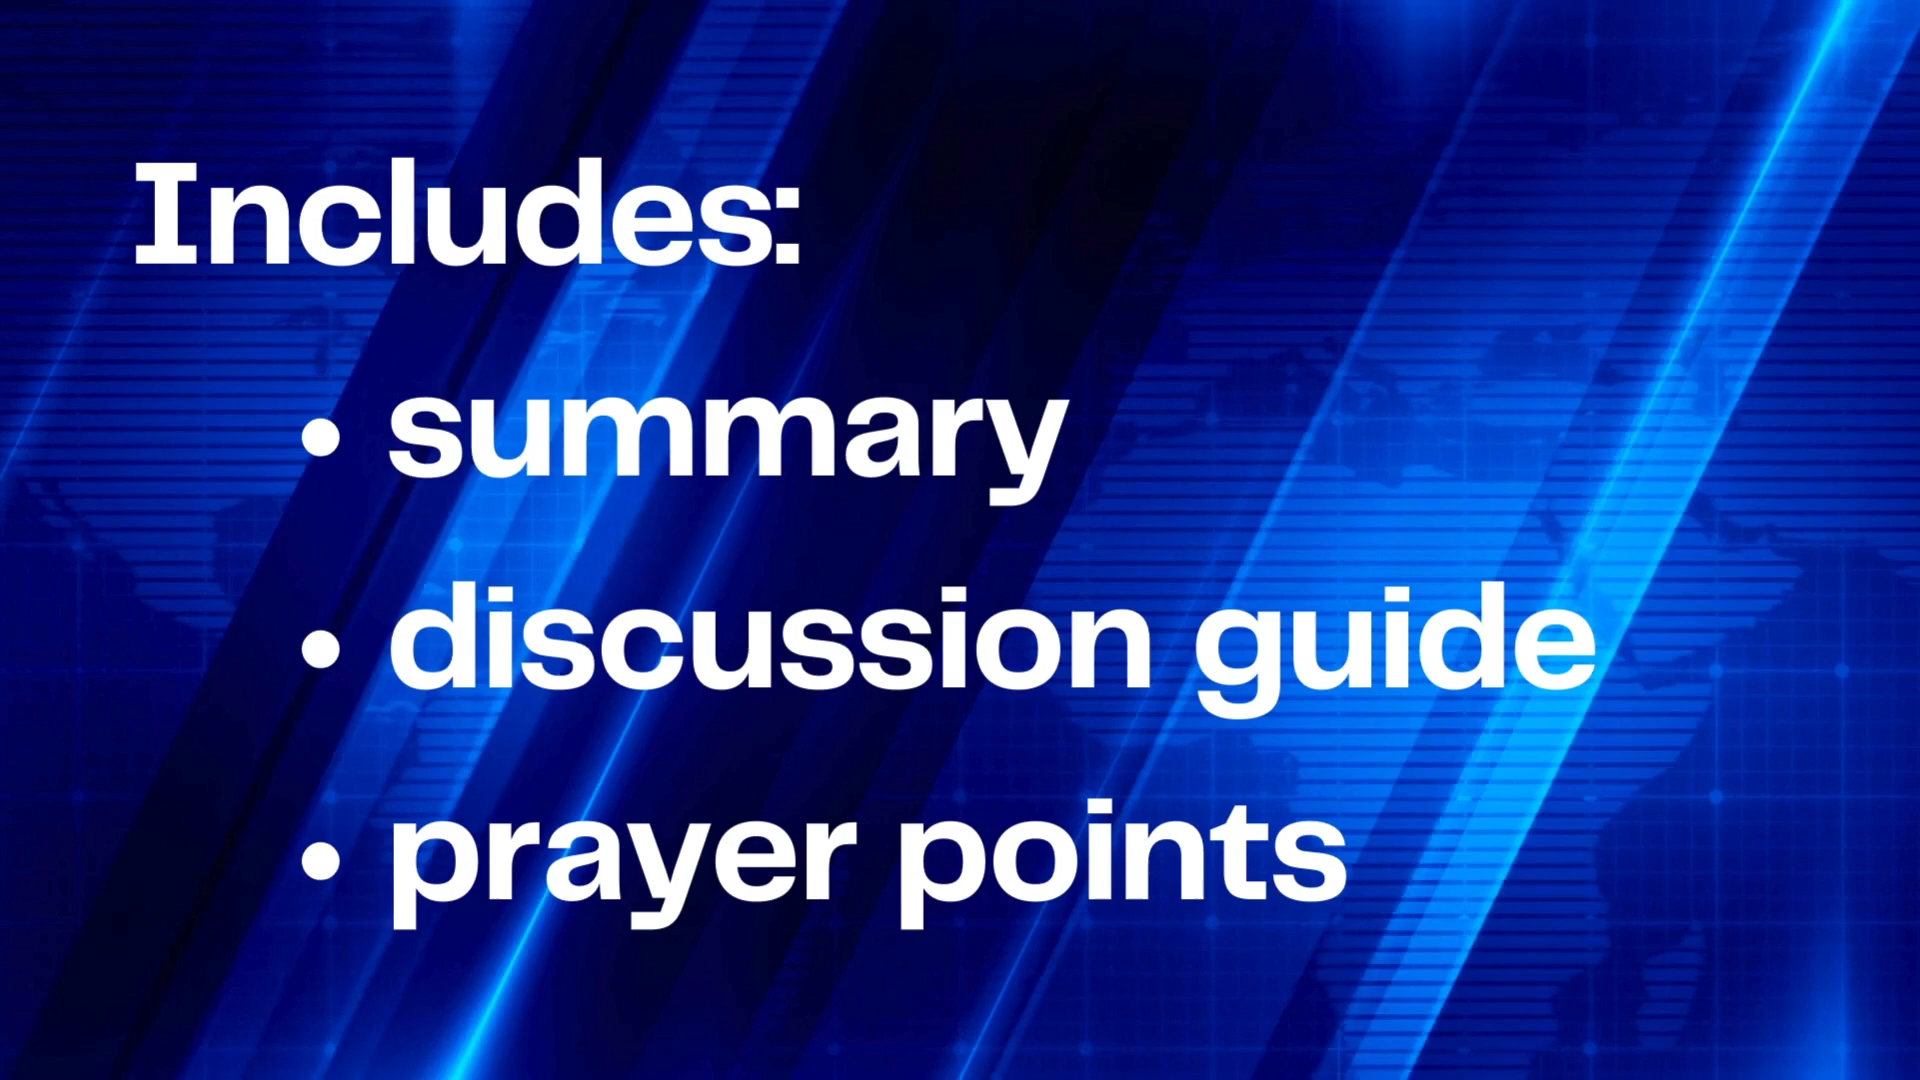 Includes:
• summary
• discussion guide
• prayer points